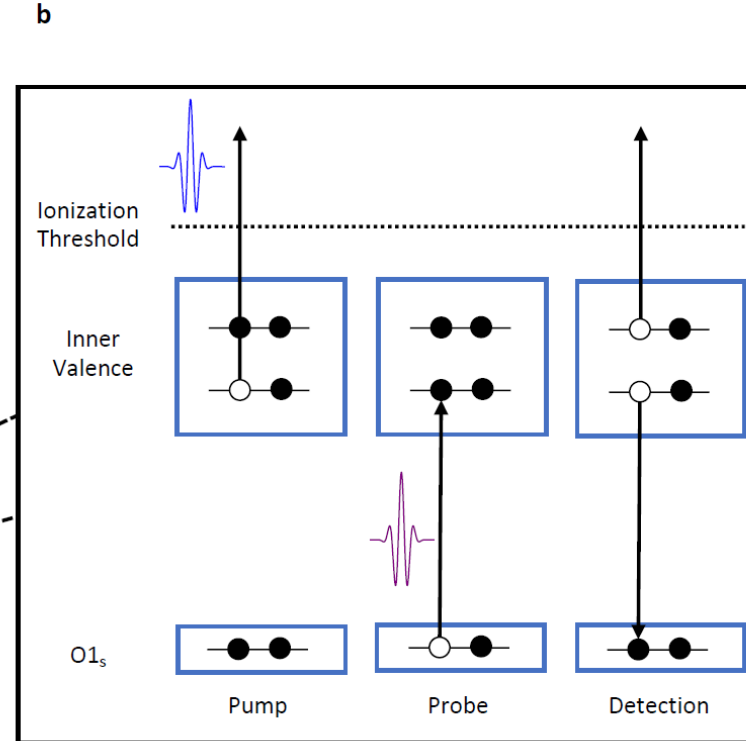 b
Ionization
Threshold
Inner
Valence
O1s
Pump Probe Detection